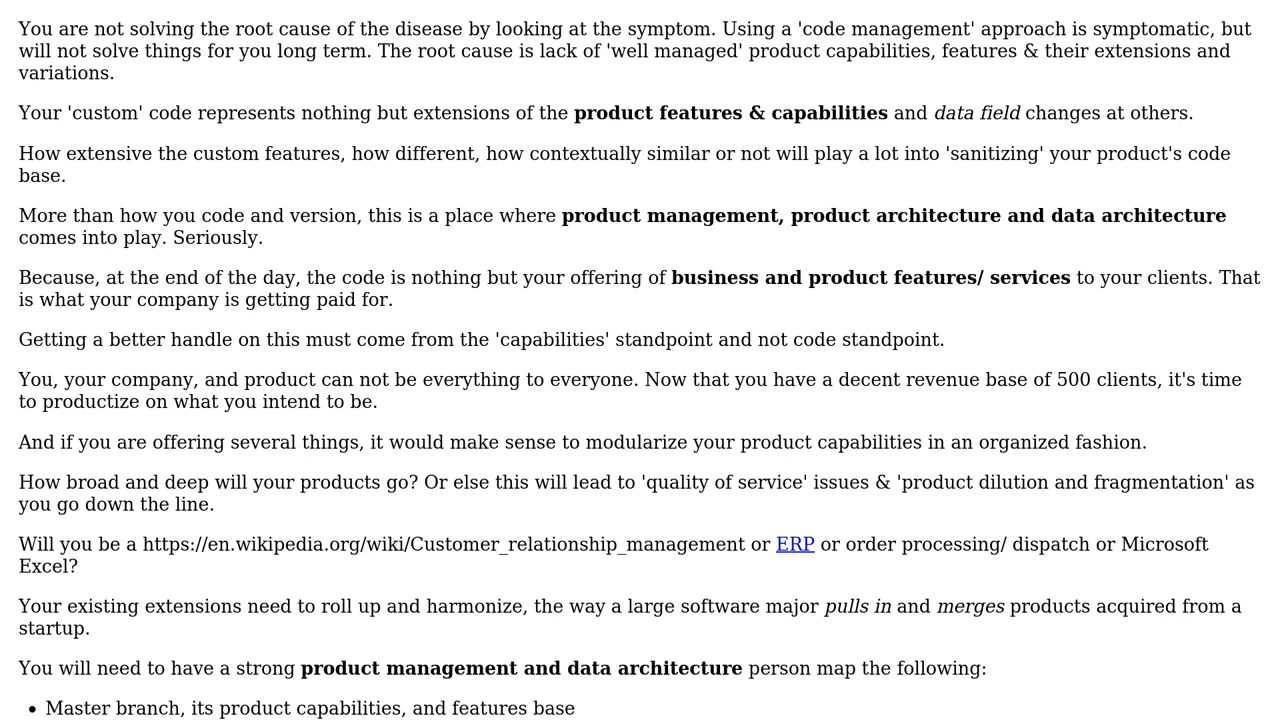 You are not solving the root cause of the disease by looking at the symptom. Using a 'code management' approach is symptomatic, but
will not solve things for you long term. The root cause is lack of 'well managed' product capabilities, features & their extensions and
variations.
Your 'custom' code represents nothing but extensions of the product features & capabilities and data field changes at others.
How extensive the custom features, how different, how contextually similar or not will play a lot into 'sanitizing' your product's code
base.
More than how you code and version, this is a place where product management, product architecture and data architecture
comes into play. Seriously.
Because, at the end of the day, the code is nothing but your offering of business and product features/ services to your clients. That
is what your company is getting paid for.
Getting a better handle on this must come from the 'capabilities' standpoint and not code standpoint.
You, your company, and product can not be everything to everyone. Now that you have a decent revenue base of 500 clients, it's time
to productize on what you intend to be.
And if you are offering several things, it would make sense to modularize your product capabilities in an organized fashion.
How broad and deep will your products go? Or else this will lead to 'quality of service' issues & 'product dilution and fragmentation' as
you go down the line.
Will you be a https://en.wikipedia.org/wiki/Customer_relationship_management or ERP or order processing/ dispatch or Microsoft
Excel?
Your existing extensions need to roll up and harmonize, the way a large software major pulls in and merges products acquired from a
startup.
You will need to have a strong product management and data architecture person map the following:
• Master branch, its product capabilities, and features base